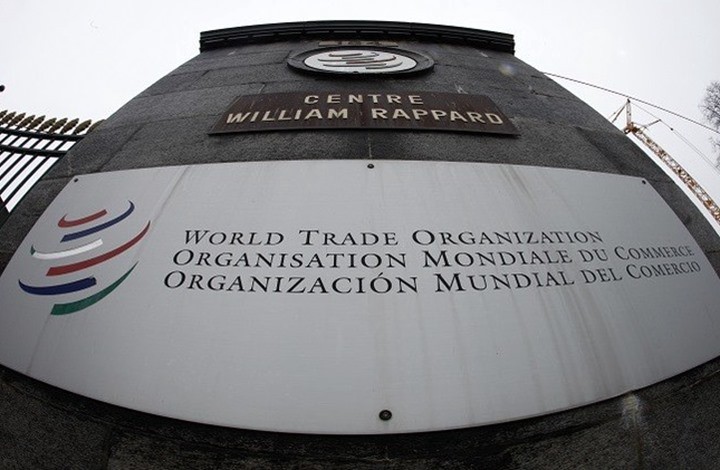 CENTRE
WILLIAM RAPPARD
WORLD TRADE ORGANIZATION
ORGANISATION MONDIALE DU COMMERCE
ORGANIZACIÓN MUNDIAL DEL COMERCIO